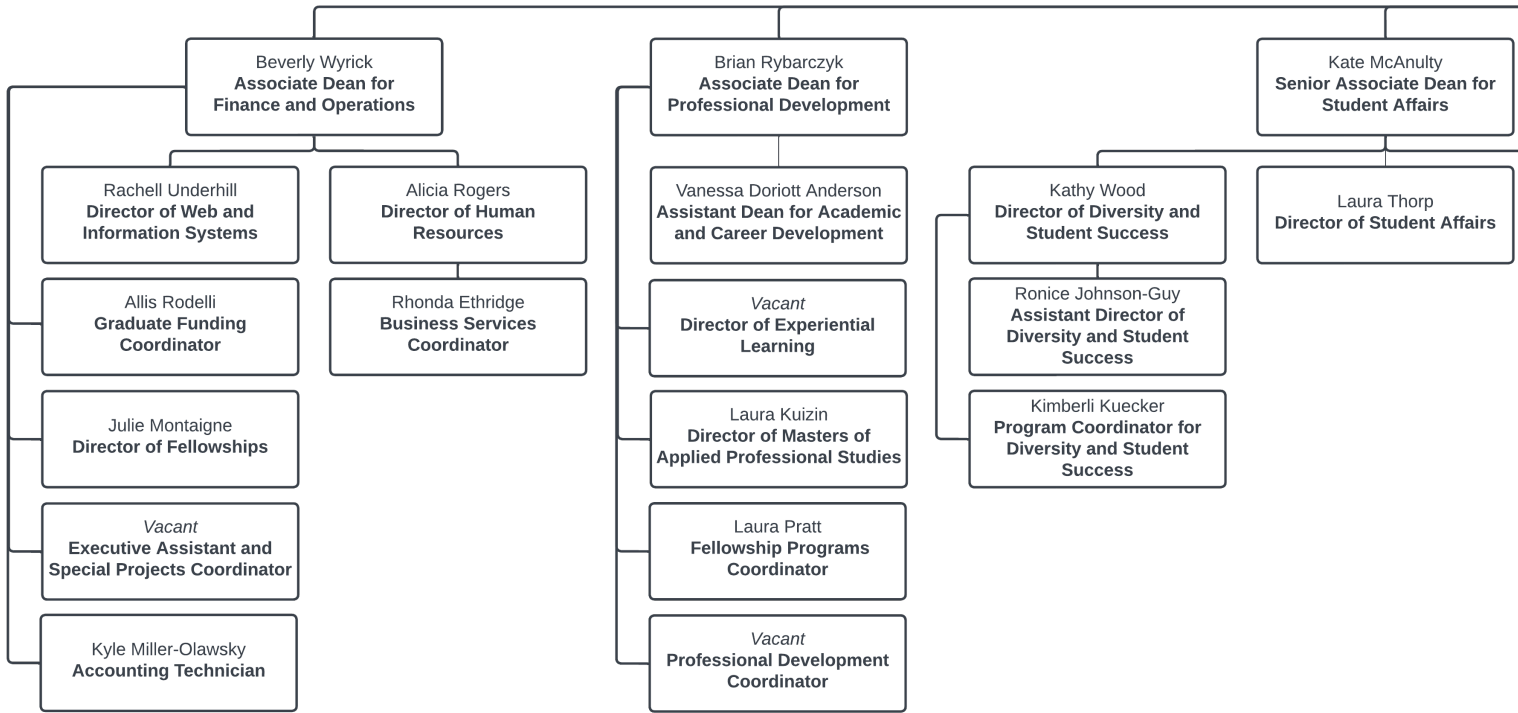 Beverly Wyrick
Associate Dean for
Finance and Operations
Brian Rybarczyk
Associate Dean for
Professional Development
Kate McAnulty
Senior Associate Dean for
Student Affairs
Rachell Underhill
Director of Web and
Information Systems
Alicia Rogers
Director of Human
Resources
Vanessa Doriott Anderson
Assistant Dean for Academic
and Career Development
Kathy Wood
Director of Diversity and
Student Success
Laura Thorp
Director of Student Affairs
Allis Rodelli
Graduate Funding
Coordinator
Rhonda Ethridge
Business Services
Coordinator
Vacant
Director of Experiential
Learning
Ronice Johnson-Guy
Assistant Director of
Diversity and Student
Success
Julie Montaigne
Director of Fellowships
Laura Kuizin
Director of Masters of
Applied Professional Studies
Kimberli Kuecker
Program Coordinator for
Diversity and Student
Success
Vacant
Executive Assistant and
Special Projects Coordinator
Laura Pratt
Fellowship Programs
Coordinator
Kyle Miller-Olawsky
Accounting Technician
Vacant
Professional Development
Coordinator